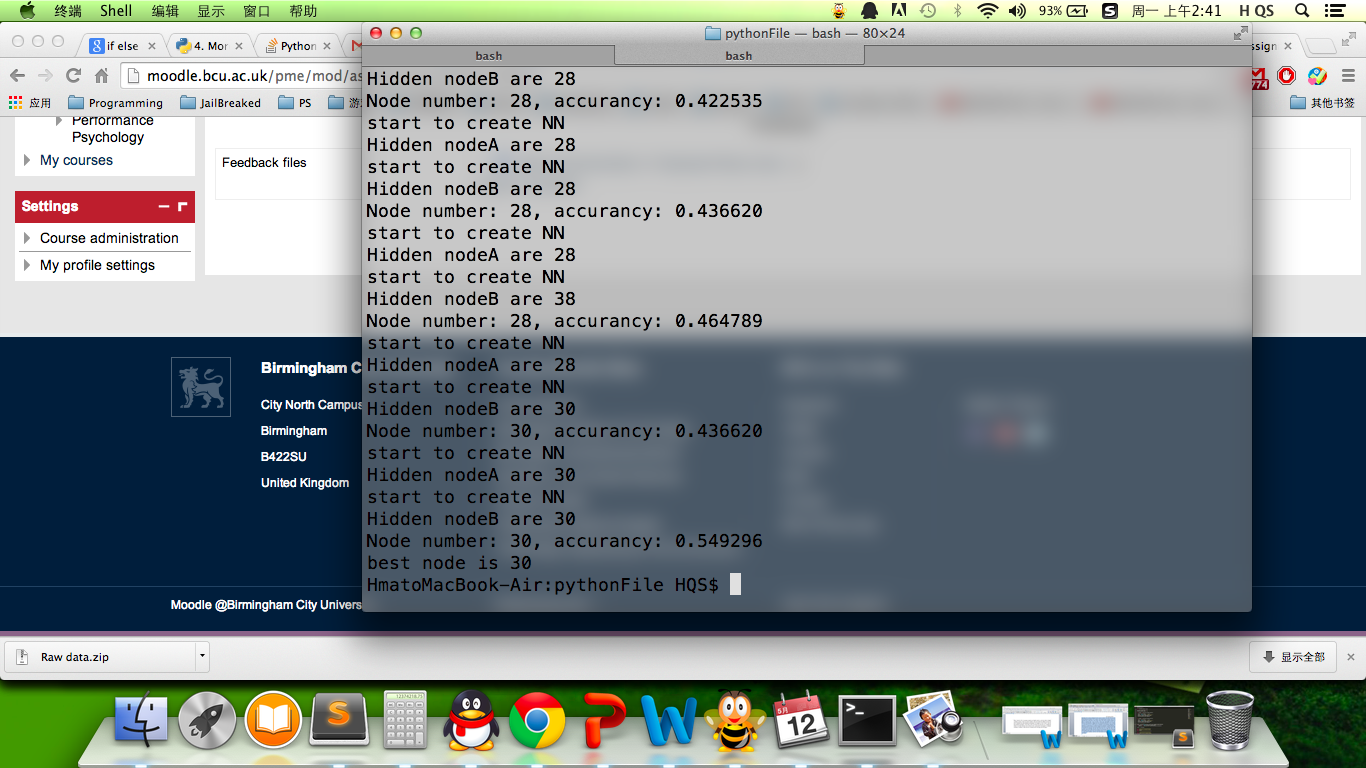 终端 Shell 编辑 显示 窗口 帮助 93% 周一 上午2:41 H QS
if else 4. Mor Python
pythonFile — bash — 80×24
bash bash
moodle.bcu.ac.uk/pme/mod/as
应用 Programming JailBreaked PS 其他书签
Performance
Psychology
My courses
Settings
Course administration
My profile settings
Feedback files
Hidden nodeB are 28
Node number: 28, accurancy: 0.422535
start to create NN
Hidden nodeA are 28
start to create NN
Hidden nodeB are 28
Node number: 28, accurancy: 0.436620
start to create NN
Hidden nodeA are 28
start to create NN
Hidden nodeB are 38
Node number: 28, accurancy: 0.464789
start to create NN
Hidden nodeA are 28
start to create NN
Hidden nodeB are 30
Node number: 30, accurancy: 0.436620
start to create NN
Hidden nodeA are 30
start to create NN
Hidden nodeB are 30
Node number: 30, accurancy: 0.549296
best node is 30
HmatoMacBook-Air:pythonFile HQS$
Birmingham C
City North Campus
Birmingham
B422SU
United Kingdom
Moodle @Birmingham City Univers
Raw data.zip 显示全部
5月
12